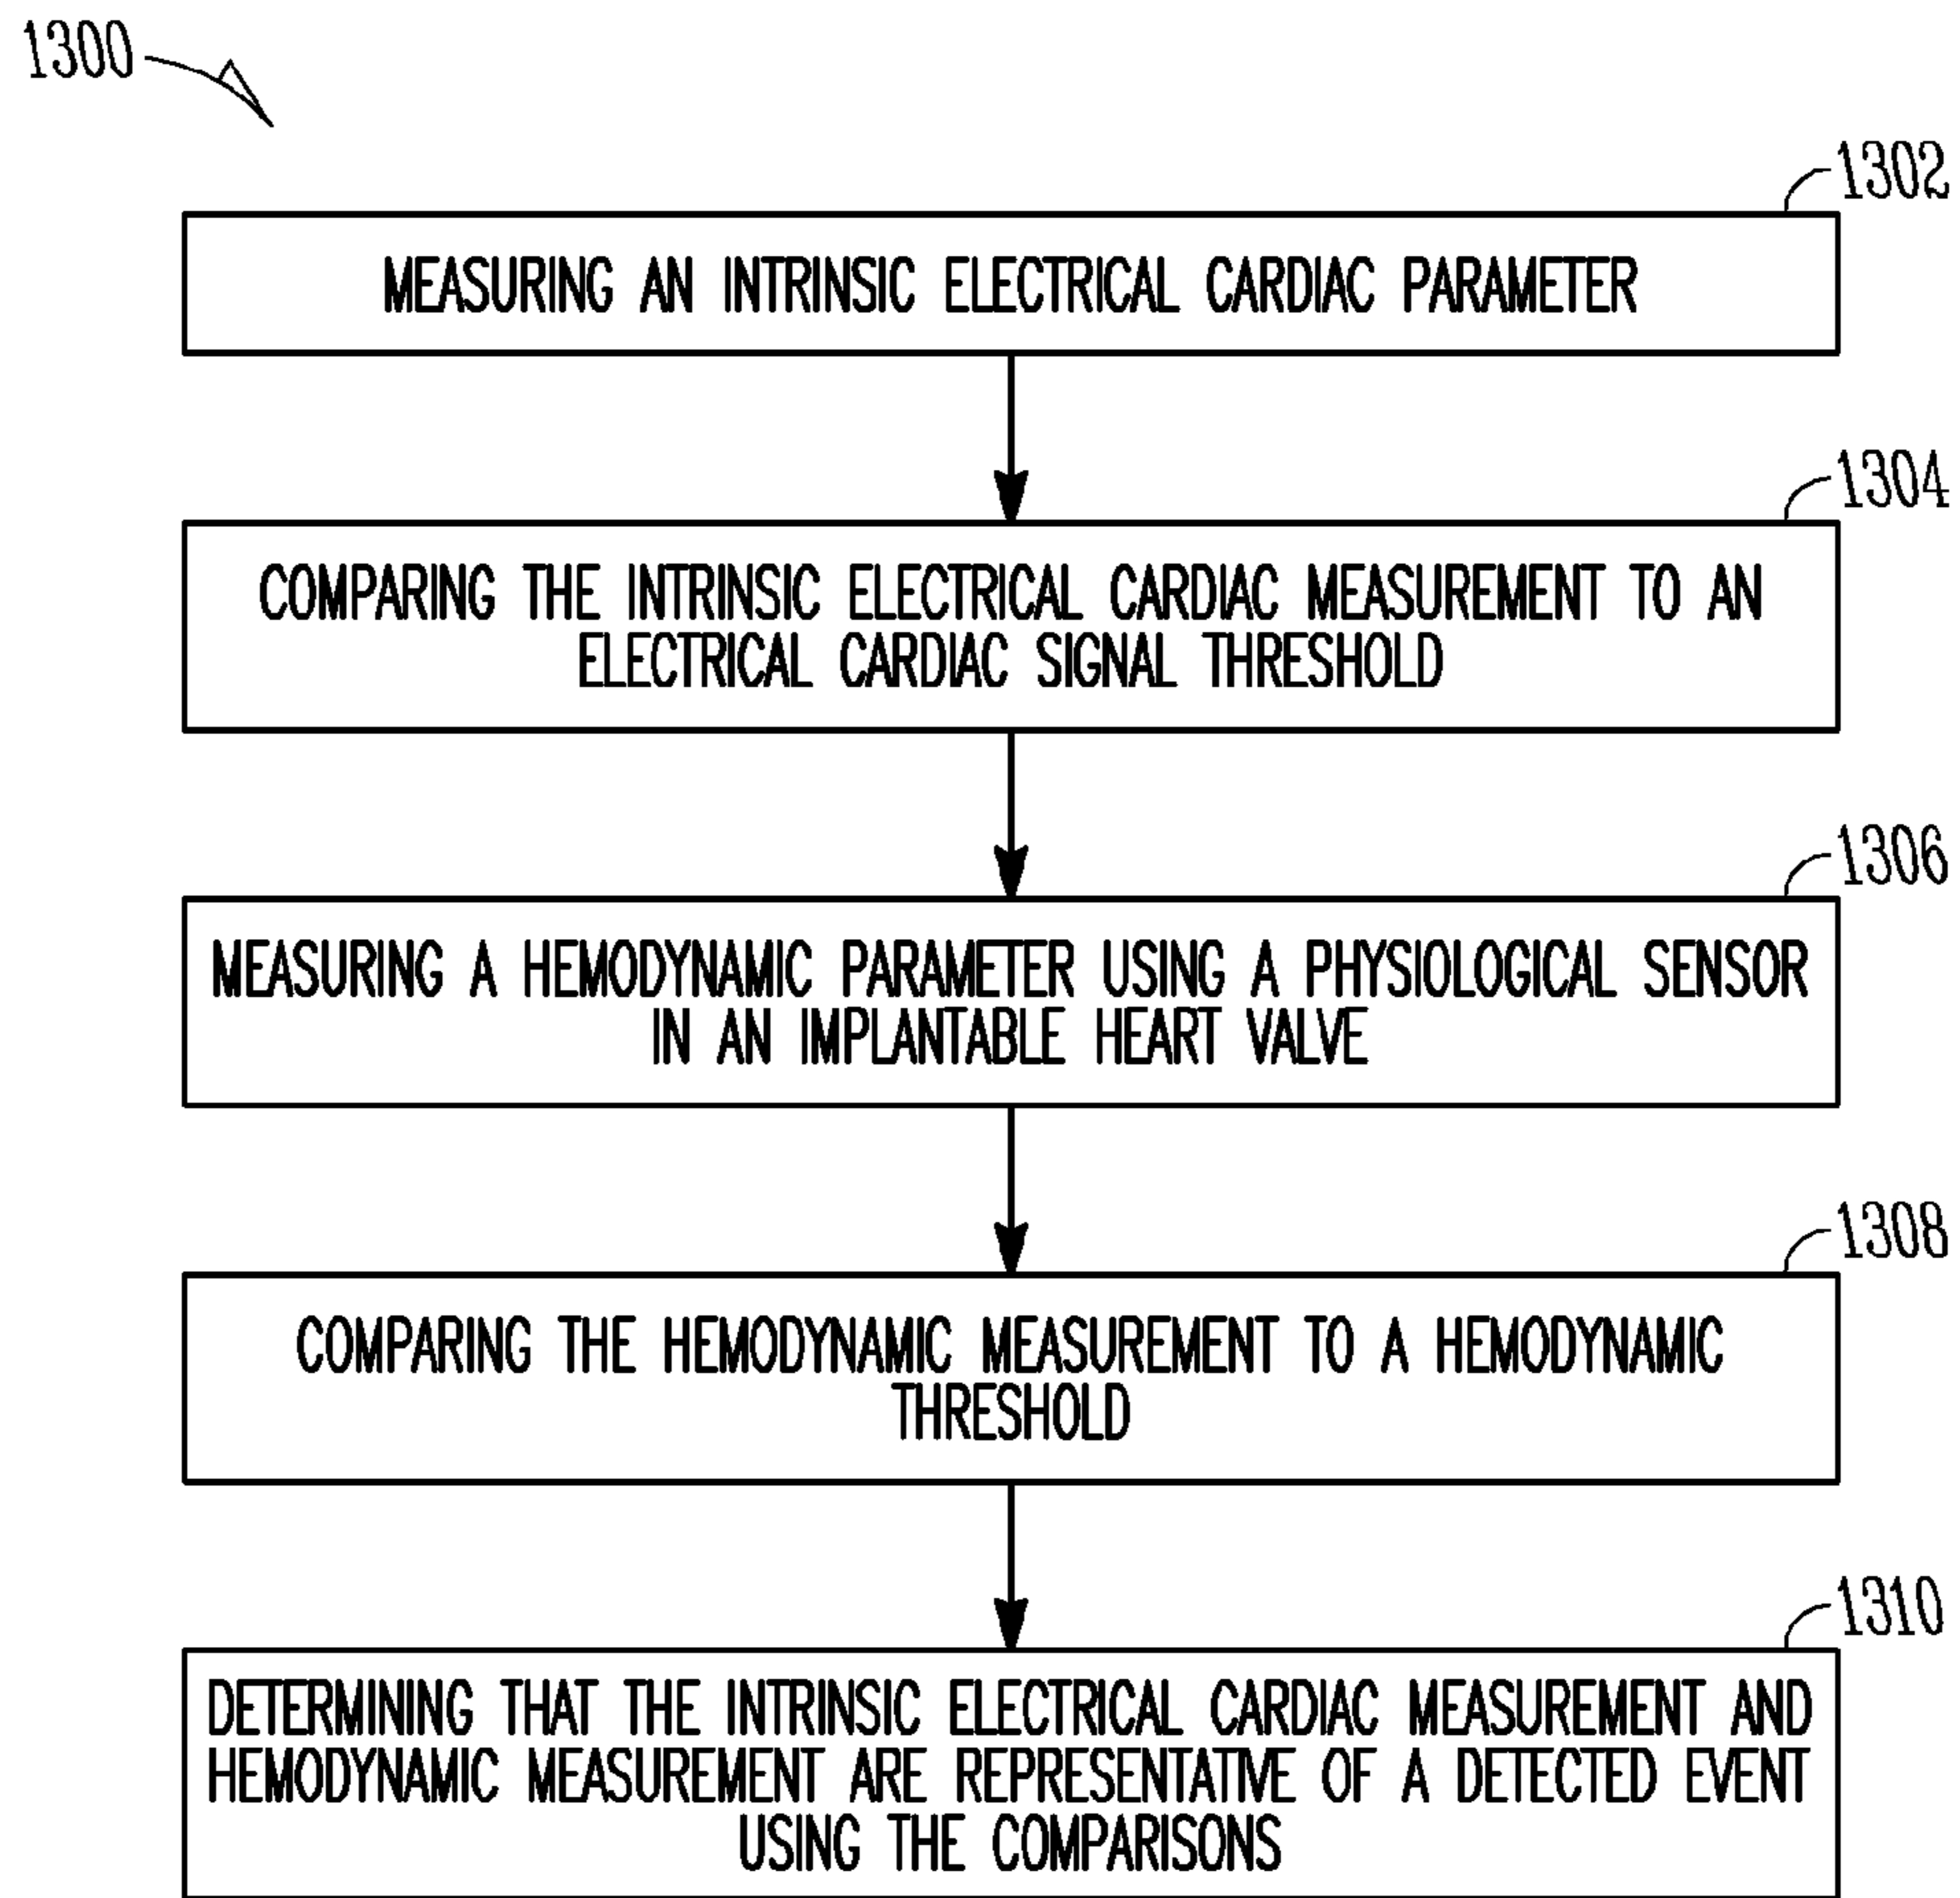 1300
1302
MEASURING AN INTRINSIC ELECTRICAL CARDIAC PARAMETER
1304
COMPARING THE INTRINSIC ELECTRICAL CARDIAC MEASUREMENT TO AN
ELECTRICAL CARDIAC SIGNAL THRESHOLD
1306
MEASURING A HEMODYNAMIC PARAMETER USING A PHYSIOLOGICAL SENSOR
IN AN IMPLANTABLE HEART VALVE
1308
COMPARING THE HEMODYNAMIC MEASUREMENT TO A HEMODYNAMIC
THRESHOLD
1310
DETERMINING THAT THE INTRINSIC ELECTRICAL CARDIAC MEASUREMENT AND
HEMODYNAMIC MEASUREMENT ARE REPRESENTATIVE OF A DETECTED EVENT
USING THE COMPARISONS